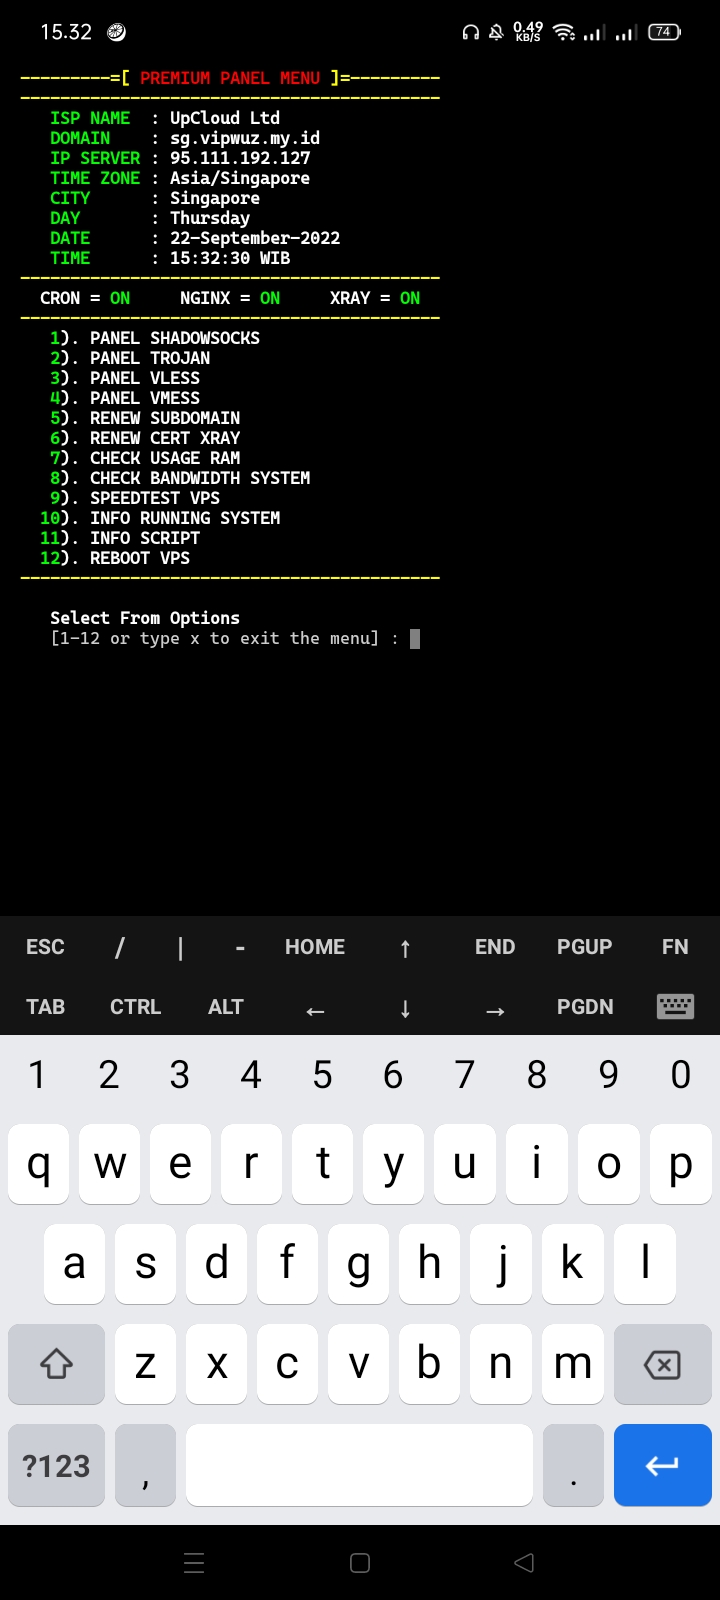 15.32 0.49 KB/S 74
---------=[ PREMIUM PANEL MENU ]=---------
------------------------------------------
ISP NAME : UpCloud Ltd
DOMAIN : sg.vipwuz.my.id
IP SERVER : 95.111.192.127
TIME ZONE : Asia/Singapore
CITY : Singapore
DAY : Thursday
DATE : 22-September-2022
TIME : 15:32:30 WIB
------------------------------------------
CRON = ON NGINX = ON XRAY = ON
------------------------------------------
1). PANEL SHADOWSOCKS
2). PANEL TROJAN
3). PANEL VLESS
4). PANEL VMESS
5). RENEW SUBDOMAIN
6). RENEW CERT XRAY
7). CHECK USAGE RAM
8). CHECK BANDWIDTH SYSTEM
9). SPEEDTEST VPS
10). INFO RUNNING SYSTEM
11). INFO SCRIPT
12). REBOOT VPS
------------------------------------------
Select From Options
[1-12 or type x to exit the menu] :
ESC / | - HOME ↑ END PGUP FN
TAB CTRL ALT ← ↓ → PGDN
1 2 3 4 5 6 7 8 9 0
q w e r t y u i o p
a s d f g h j k l
z x c v b n m
?123 , .